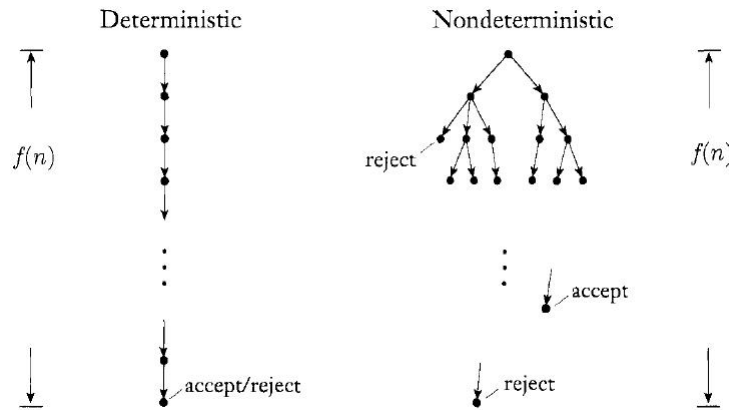 Deterministic
Nondeterministic
f(n)
reject
f(n)
accept
accept/reject
reject